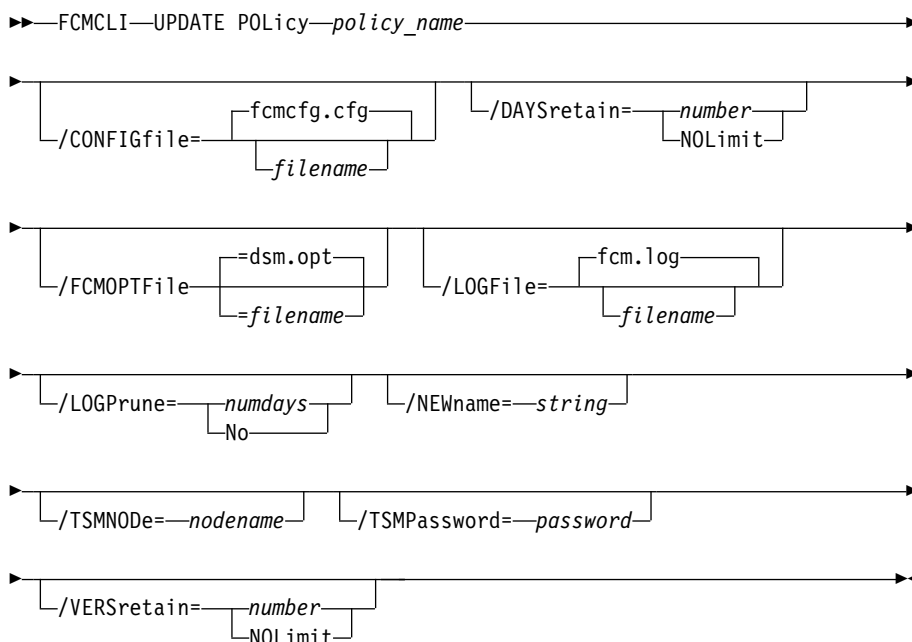 FCMCLI UPDATE POLicy policy_name
/CONFIGfile= fcmcfg.cfg filename /DAYSretain= number NOLimit
/FCMOPTFile =dsm.opt =filename /LOGFile= fcm.log filename
/LOGPrune= numdays No /NEWname= string
/TSMNODe= nodename /TSMPassword= password
/VERSretain= number NOLimit